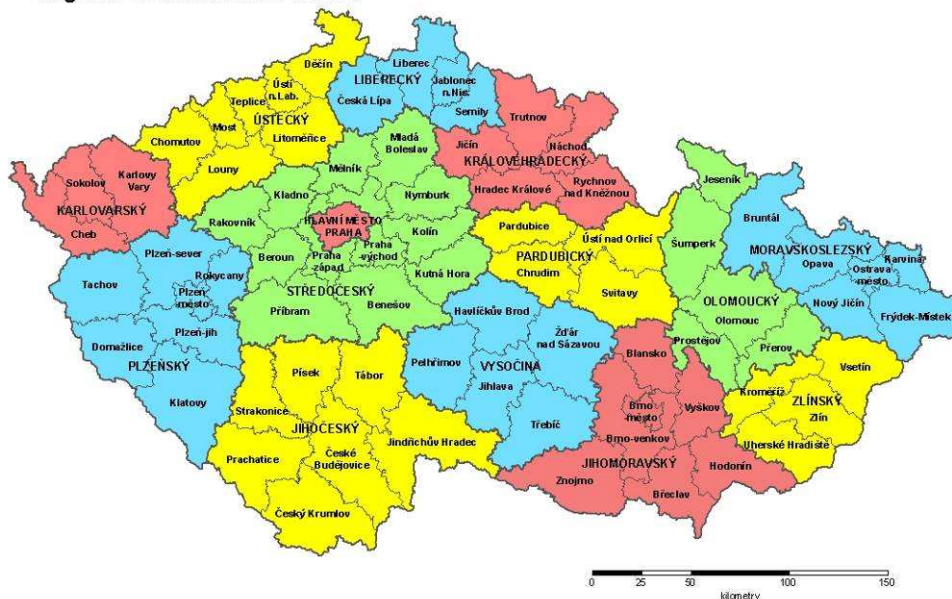 Děčín
Liberec
LIBERECKÝ
Jablonec
n.Nis.
Ústí
n.Lab.
Česká Lípa
Semily
Teplice
ÚSTECKÝ
Trutnov
Most
Litoměřice
Mladá
Boleslav
Chomutov
Jičín
Náchod
KRÁLOVÉHRADECKÝ
Louny
Mělník
Karlovy
Vary
Sokolov
Kladno
Nymburk
Hradec Králové
Rychnov
nad Kněžnou
Jeseník
KARLOVARSKÝ
Rakovník
HLAVNÍ MĚSTO
PRAHA
Kolín
Pardubice
Bruntál
Cheb
Ústí nad Orlicí
Šumperk
MORAVSKOSLEZSKÝ
Plzeň-sever
Beroun
Praha
západ
Praha
východ
PARDUBICKÝ
Karviná
Opava
Ostrava
město
Rokycany
Kutná Hora
Chrudim
Tachov
Plzeň
město
STŘEDOČESKÝ
Svitavy
OLOMOUCKÝ
Nový Jičín
Příbram
Benešov
Havlíčkův Brod
Olomouc
Frýdek-Místek
Plzeň-jih
Žďár
nad Sázavou
Prostějov
Přerov
Domažlice
PLZEŇSKÝ
Pelhřimov
VYSOČINA
Blansko
Vsetín
Písek
Tábor
Jihlava
Klatovy
Kroměříž
ZLÍNSKÝ
Strakonice
Třebíč
Brno
město
Vyškov
Zlín
JIHOČESKÝ
Jindřichův Hradec
Brno-venkov
Uherské Hradiště
Prachatice
České
Budějovice
JIHOMORAVSKÝ
Hodonín
Znojmo
Břeclav
Český Krumlov
0 25 50 100 150
kilometry